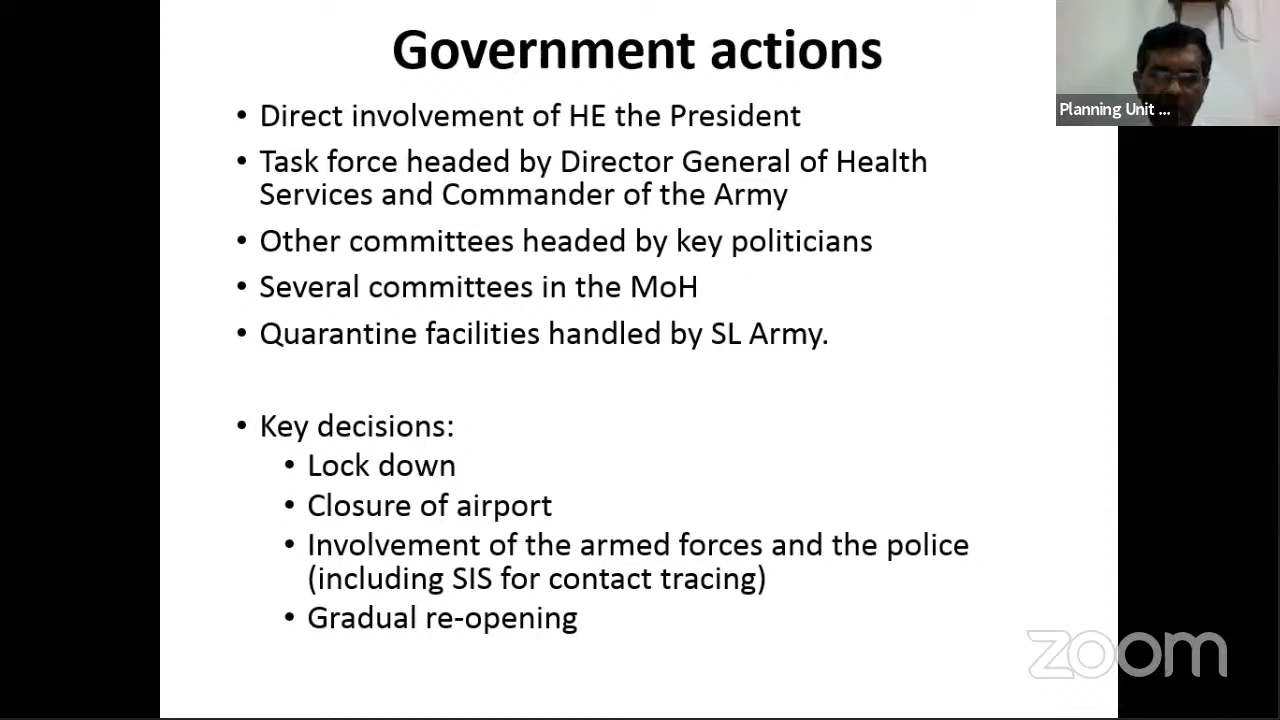 Government actions
• Direct involvement of HE the President
• Task force headed by Director General of Health
Services and Commander of the Army
• Other committees headed by key politicians
• Several committees in the MoH
• Quarantine facilities handled by SL Army.
• Key decisions:
• Lock down
• Closure of airport
• Involvement of the armed forces and the police
(including SIS for contact tracing)
• Gradual re-opening
Planning Unit ...
zoom